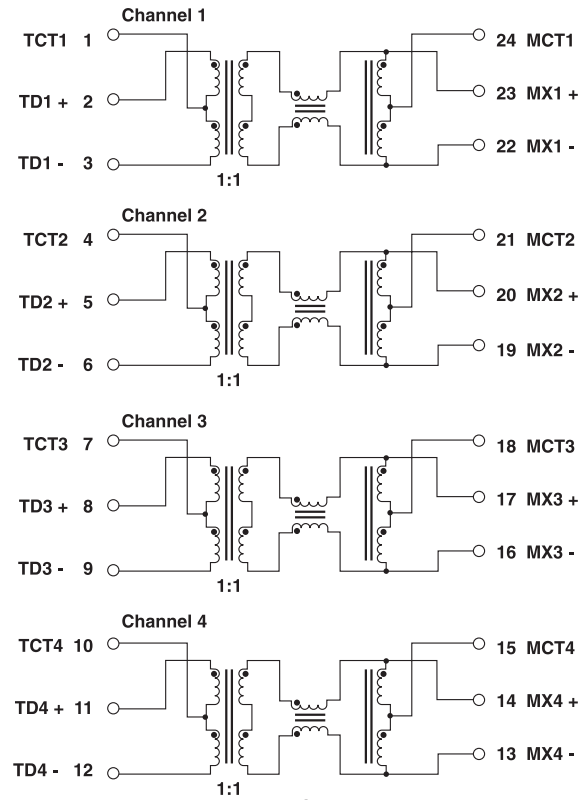 Channel 1
TCT1 1
24 MCT1
TD1 + 2
23 MX1 +
TD1 - 3
22 MX1 -
1:1
Channel 2
TCT2 4
21 MCT2
TD2 + 5
20 MX2 +
TD2 - 6
19 MX2 -
1:1
Channel 3
TCT3 7
18 MCT3
TD3 + 8
17 MX3 +
TD3 - 9
16 MX3 -
1:1
Channel 4
TCT4 10
15 MCT4
TD4 + 11
14 MX4 +
TD4 - 12
13 MX4 -
1:1